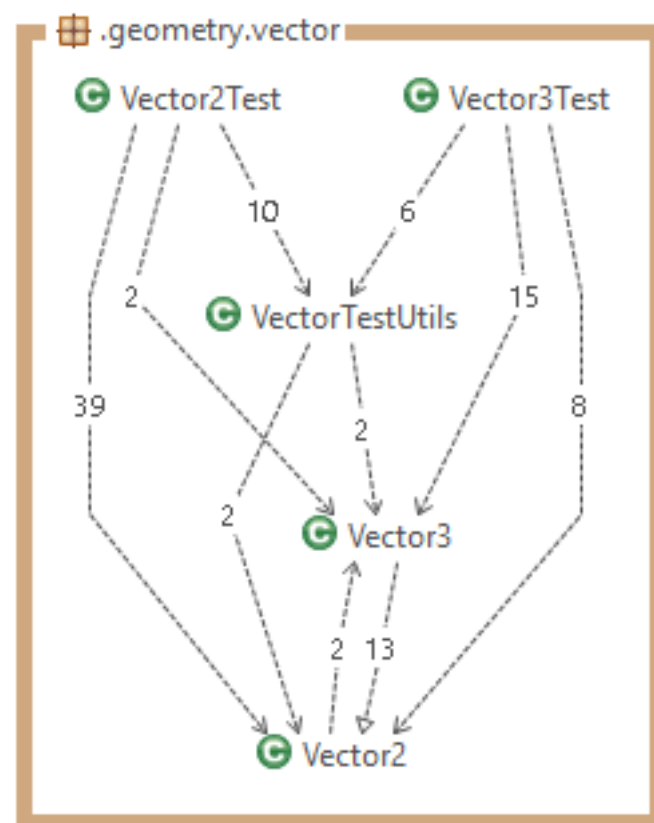 .geometry.vector
C Vector2Test
C Vector3Test
10
6
2
15
C VectorTestUtils
39
8
2
2
C Vector3
2
13
C Vector2